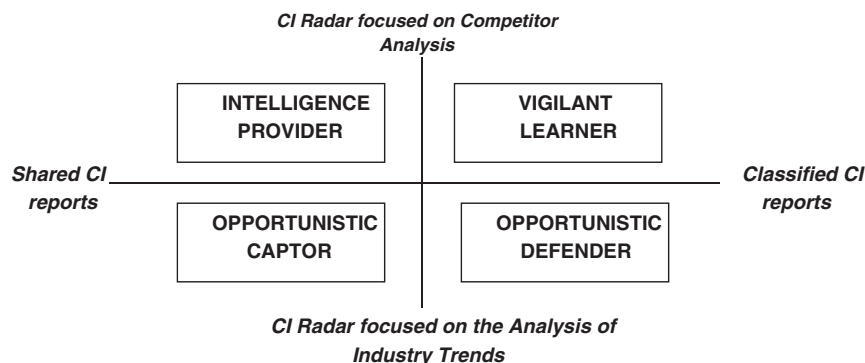 CI Radar focused on Competitor
Analysis
INTELLIGENCE
PROVIDER
VIGILANT
LEARNER
Shared CI
reports
Classified CI
reports
OPPORTUNISTIC
CAPTOR
OPPORTUNISTIC
DEFENDER
CI Radar focused on the Analysis of
Industry Trends